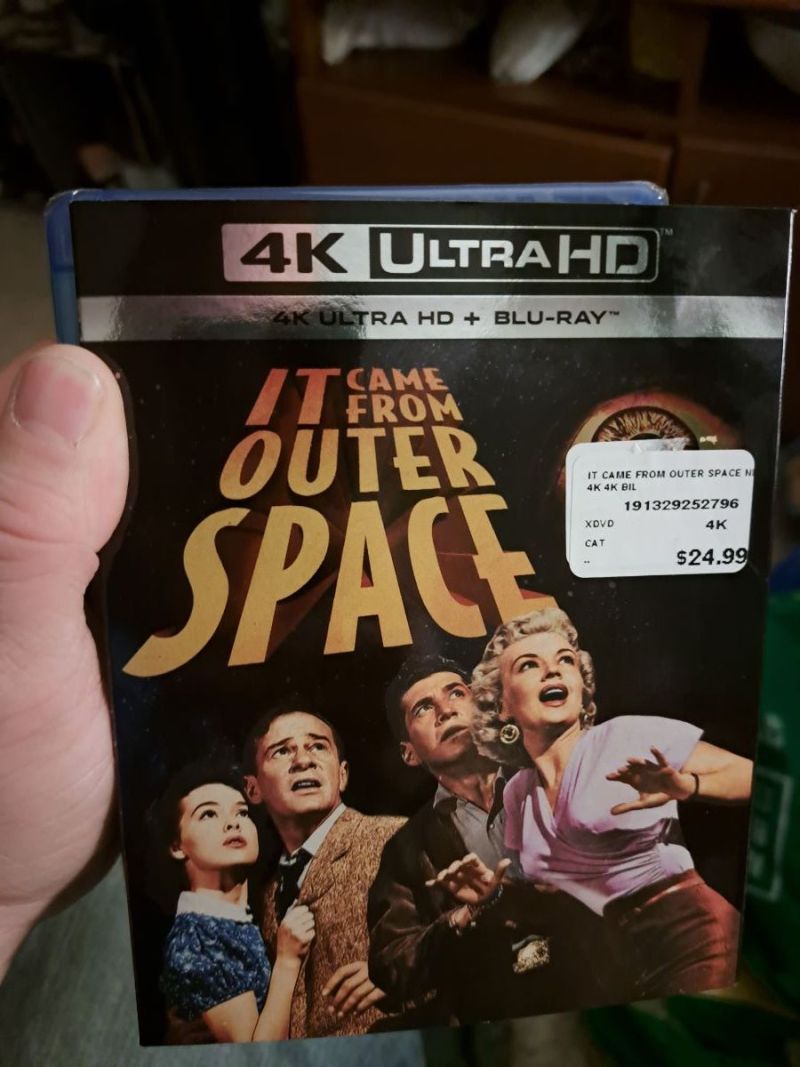 4K ULTRA HD™
4K ULTRA HD + BLU-RAY™
IT CAME
FROM
OUTER
SPACE
IT CAME FROM OUTER SPACE
4K 4K BIL
191329252796
XDVD 4K
CAT
..
$24.99